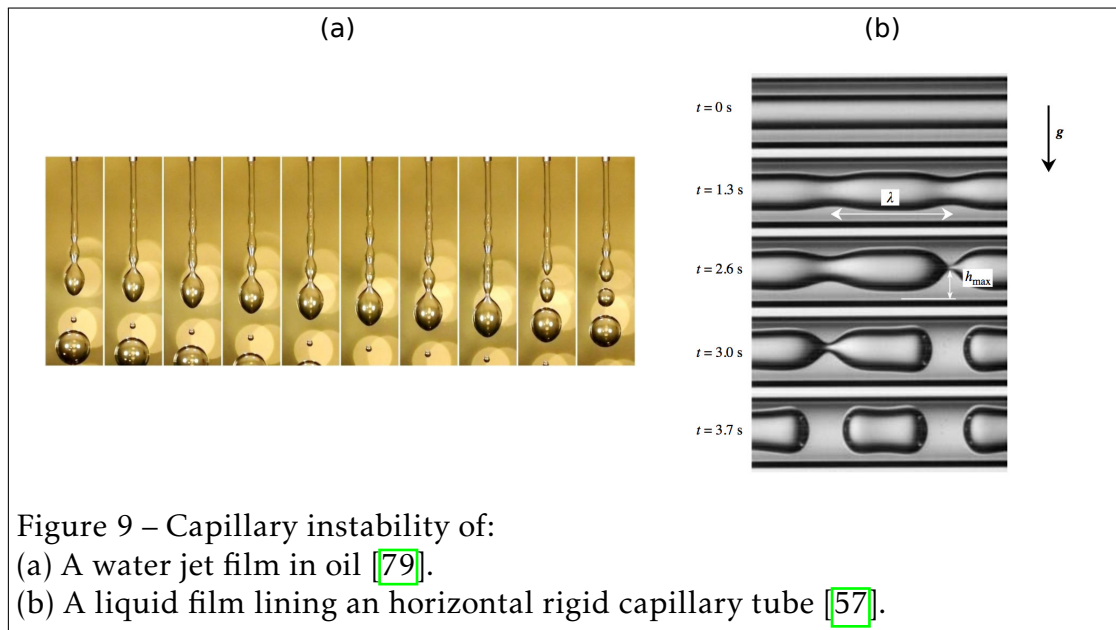 (a)
(b)
t = 0 s
g
t = 1.3 s
λ
t = 2.6 s
hmax
t = 3.0 s
t = 3.7 s
Figure 9 – Capillary instability of:
(a) A water jet film in oil [79].
(b) A liquid film lining an horizontal rigid capillary tube [57].